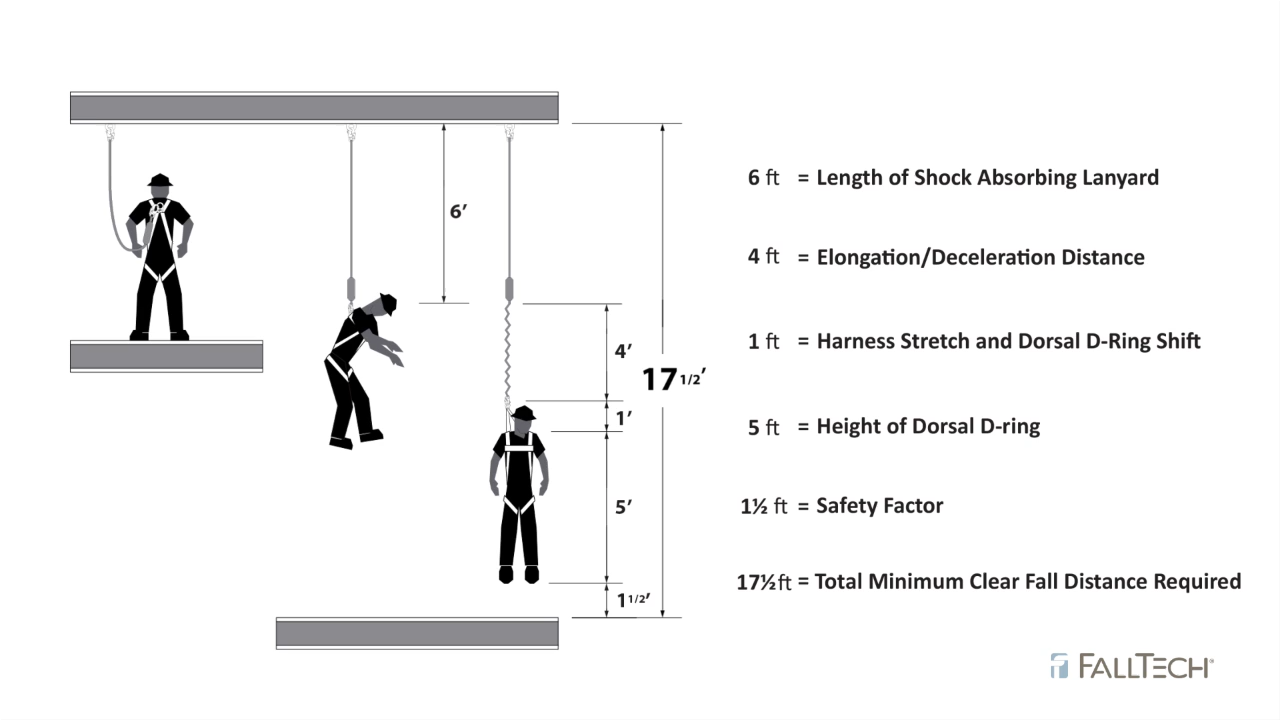 6’
4’
17 1/2’
1’
5’
1 1/2’
6 ft = Length of Shock Absorbing Lanyard
4 ft = Elongation/Deceleration Distance
1 ft = Harness Stretch and Dorsal D-Ring Shift
5 ft = Height of Dorsal D-ring
1½ ft = Safety Factor
17½ft = Total Minimum Clear Fall Distance Required
FALLTECH®